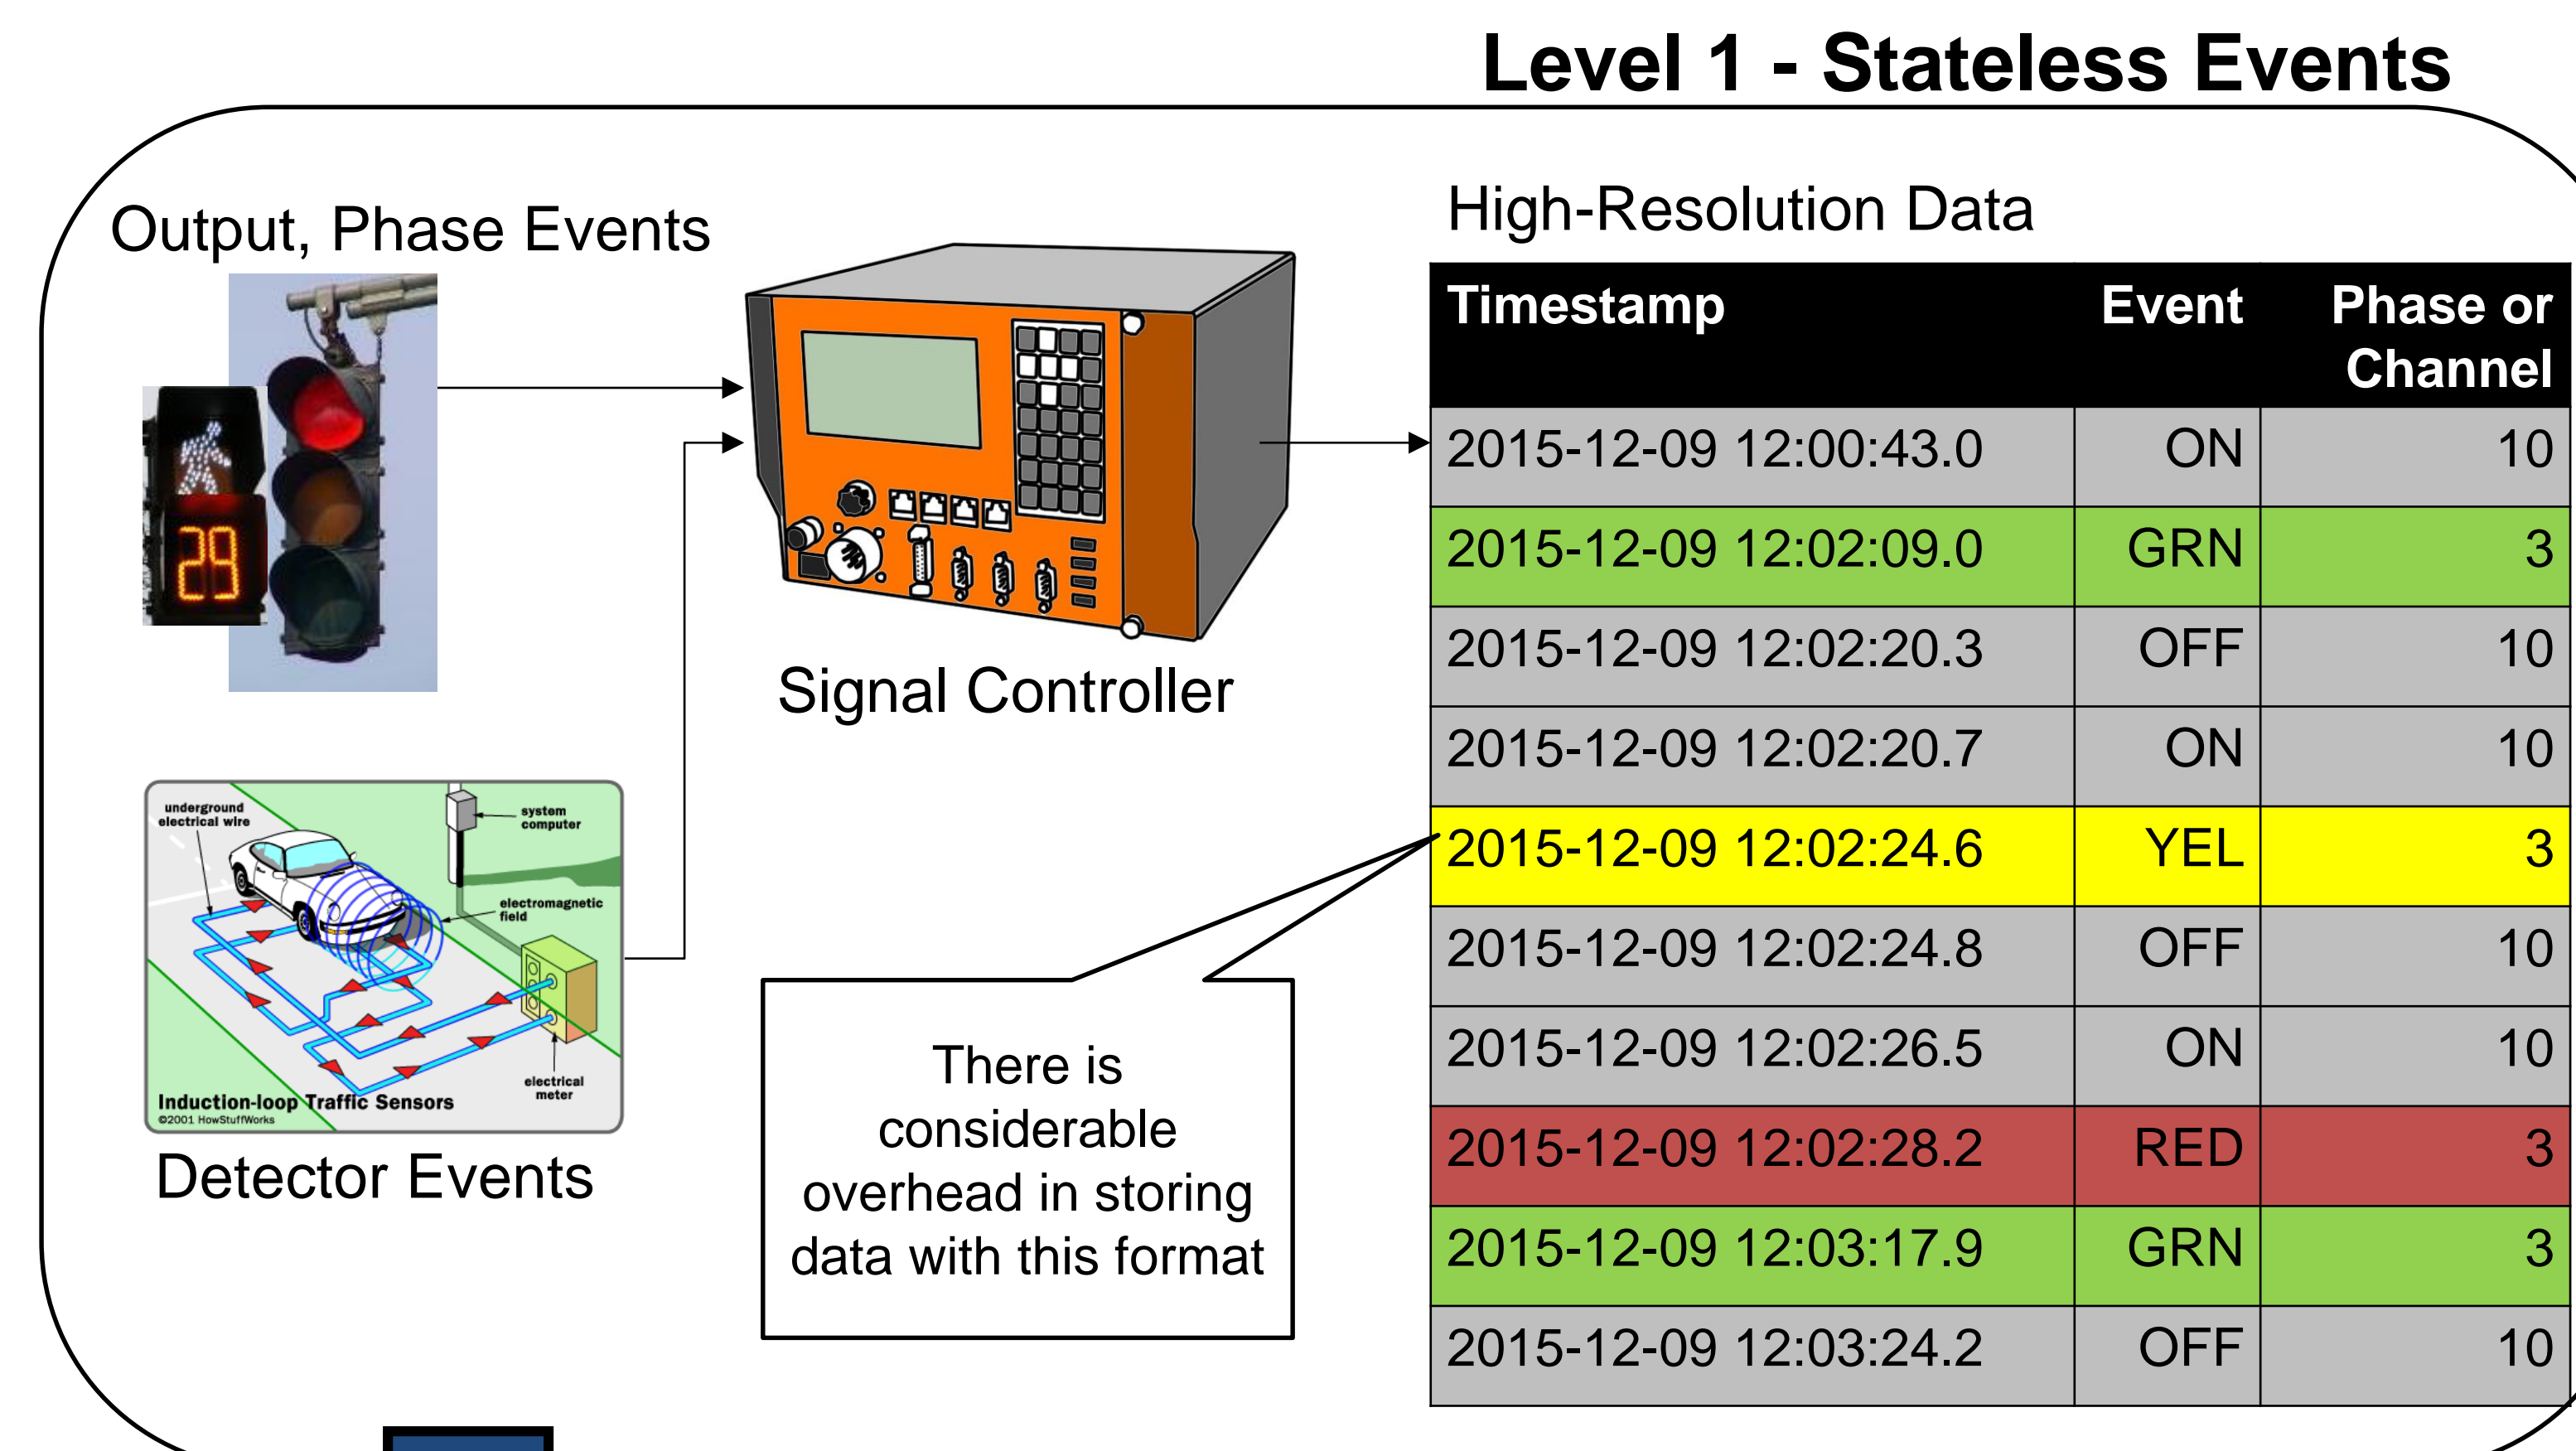 Level 1 - Stateless Events
Output, Phase Events
29
Signal Controller
underground
electrical wire
system
computer
electromagnetic
field
electrical
meter
Induction-loop Traffic Sensors
©2001 HowStuffWorks
Detector Events
There is
considerable
overhead in storing
data with this format
High-Resolution Data
Timestamp Event Phase or
Channel
2015-12-09 12:00:43.0 ON 10
2015-12-09 12:02:09.0 GRN 3
2015-12-09 12:02:20.3 OFF 10
2015-12-09 12:02:20.7 ON 10
2015-12-09 12:02:24.6 YEL 3
2015-12-09 12:02:24.8 OFF 10
2015-12-09 12:02:26.5 ON 10
2015-12-09 12:02:28.2 RED 3
2015-12-09 12:03:17.9 GRN 3
2015-12-09 12:03:24.2 OFF 10